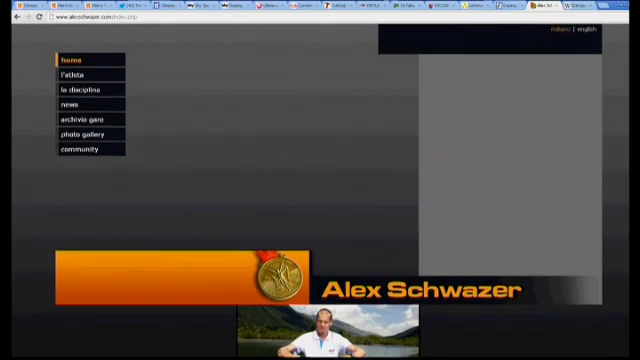 www.alexschwazer.com/index.php
italiano | english
home
l'atleta
la disciplina
news
archivio gare
photo gallery
community
Alex Schwazer